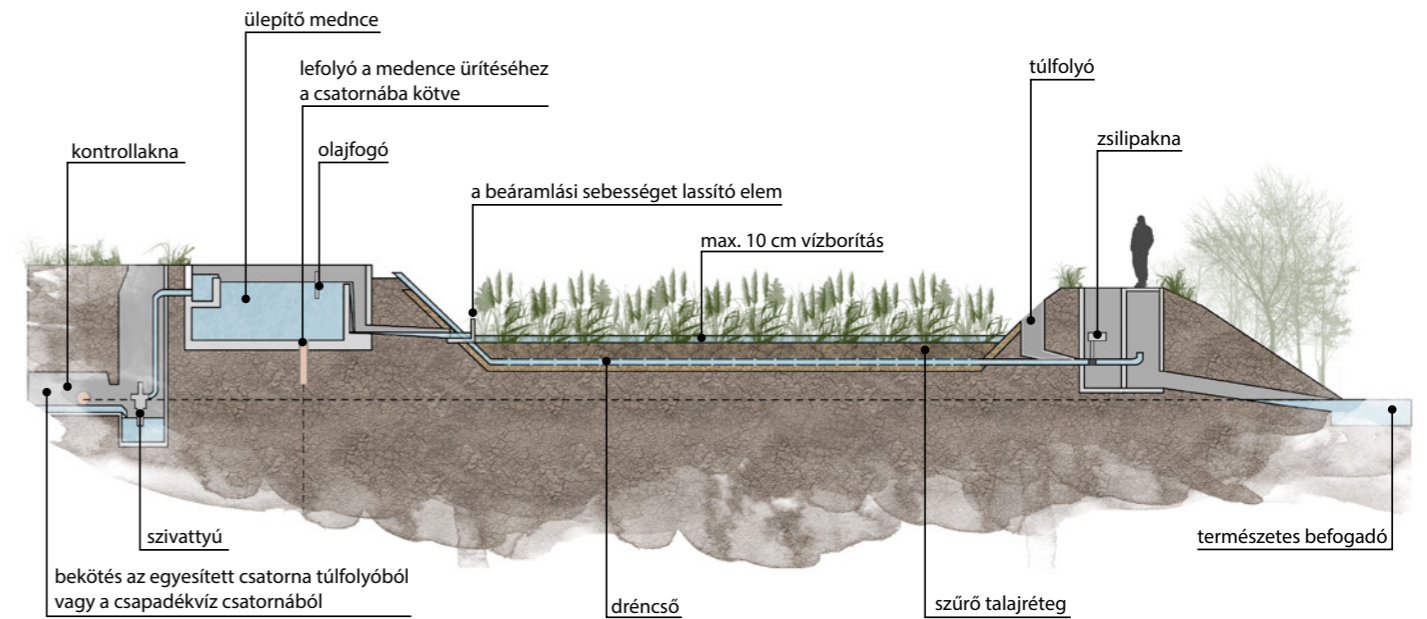 ülepítő mednce
lefolyó a medence ürítéséhez
a csatornába kötve
túlfolyó
kontrollakna
olajfogó
zsilipakna
a beáramlási sebességet lassító elem
max. 10 cm vízborítás
szivattyú
természetes befogadó
bekötés az egyesített csatorna túlfolyóból
vagy a csapadékvíz csatornából
dréncső
szűrő talajréteg